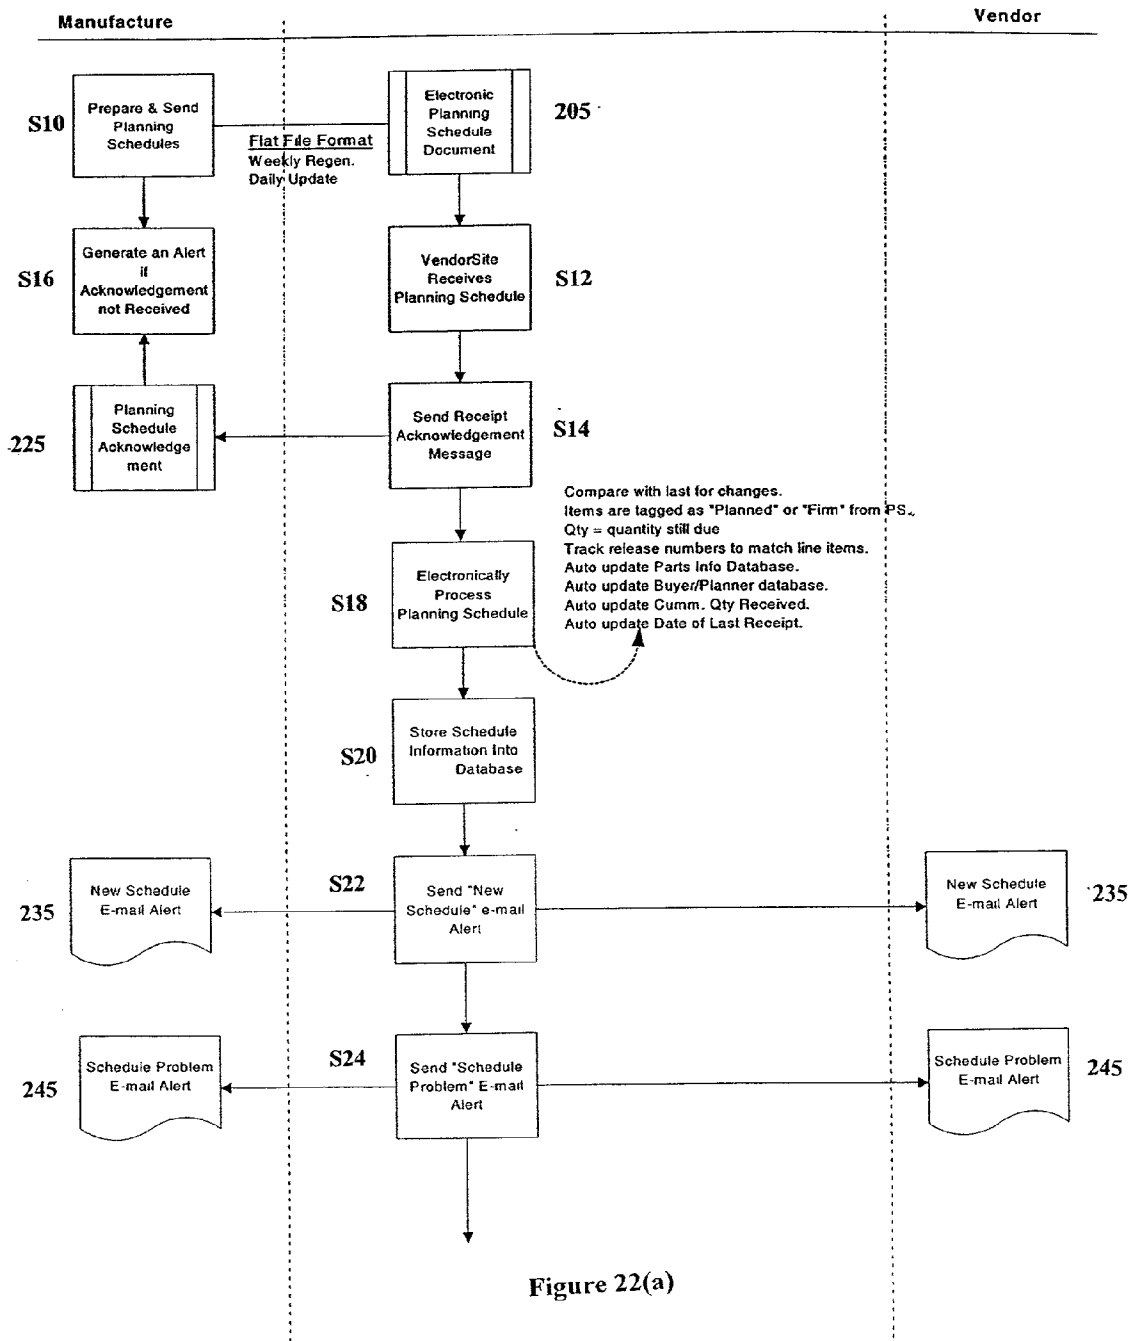 Manufacture
Vendor
S10
Prepare & Send
Planning
Schedules
Flat File Format
Weekly Regen.
Daily Update
Electronic
Planning
Schedule
Document
205
S16
Generate an Alert
if
Acknowledgement
not Received
VendorSite
Receives
Planning Schedule
S12
225
Planning
Schedule
Acknowledge
ment
Send Receipt
Acknowledgement
Message
S14
Compare with last for changes.
Items are tagged as "Planned" or "Firm" from PS.
Qty = quantity still due
Track release numbers to match line items.
Auto update Parts Info Database.
Auto update Buyer/Planner database.
Auto update Cumm. Qty Received.
Auto update Date of Last Receipt.
S18
Electronically
Process
Planning Schedule
S20
Store Schedule
Information Into
Database
235
New Schedule
E-mail Alert
S22
Send "New
Schedule" e-mail
Alert
New Schedule
E-mail Alert
235
245
Schedule Problem
E-mail Alert
S24
Send "Schedule
Problem" E-mail
Alert
Schedule Problem
E-mail Alert
245
Figure 22(a)